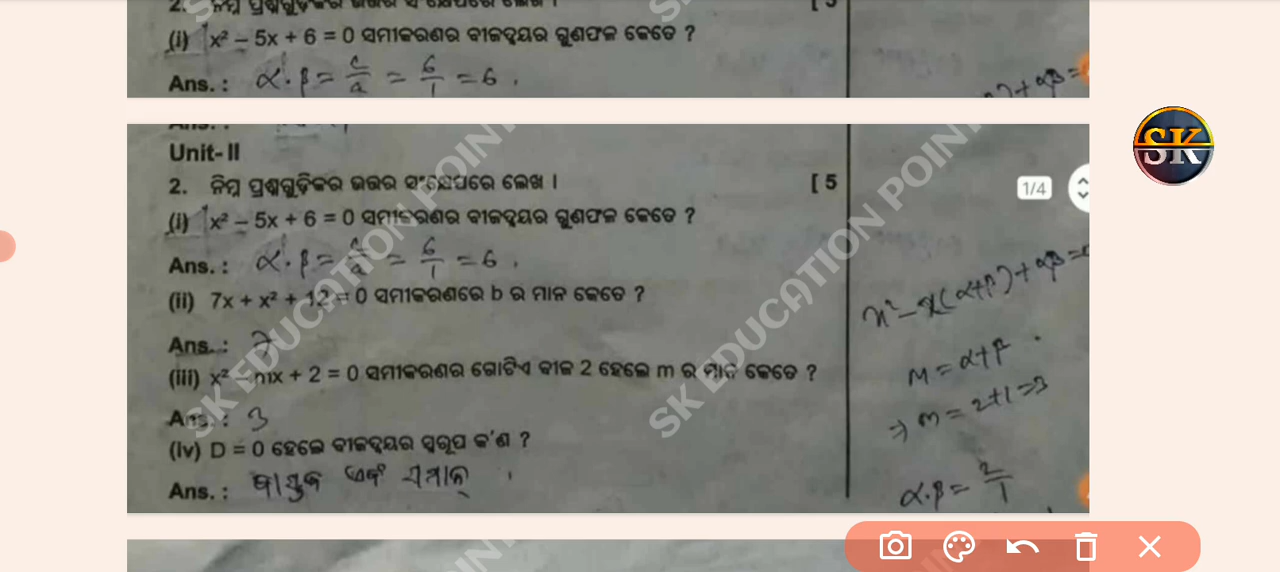 (i) x² – 5x + 6 = 0 ସମୀକରଣର ବୀଜଦ୍ୱୟର ଗୁଣଫଳ କେତେ ?
Ans. : α.β = c/a = 6/1 = 6 .
Unit- II
2. ନିମ୍ନ ପ୍ରଶ୍ନଗୁଡ଼ିକର ଉତ୍ତର ସଂକ୍ଷେପରେ ଲେଖ । [ 5
(i) x² – 5x + 6 = 0 ସମୀକରଣର ବୀଜଦ୍ୱୟର ଗୁଣଫଳ କେତେ ?
Ans. : α.β = c/a = 6/1 = 6 .
(ii) 7x + x² + 12 = 0 ସମୀକରଣରେ b ର ମାନ କେତେ ?
Ans. : 7
(iii) x² – mx + 2 = 0 ସମୀକରଣର ଗୋଟିଏ ବୀଜ 2 ହେଲେ m ର ମାନ କେତେ ?
Ans. : 3
(iv) D = 0 ହେଲେ ବୀଜଦ୍ୱୟର ସ୍ୱରୂପ କ'ଣ ?
Ans. : ବାସ୍ତବ ଏବଂ ସମାନ .
x² – x(α+β) + αβ =
m = α+β .
⇒ m = 2+1 = 3
α.β = 2/1
1/4
SK
SK EDUCATION POINT
SK EDUCATION POINT